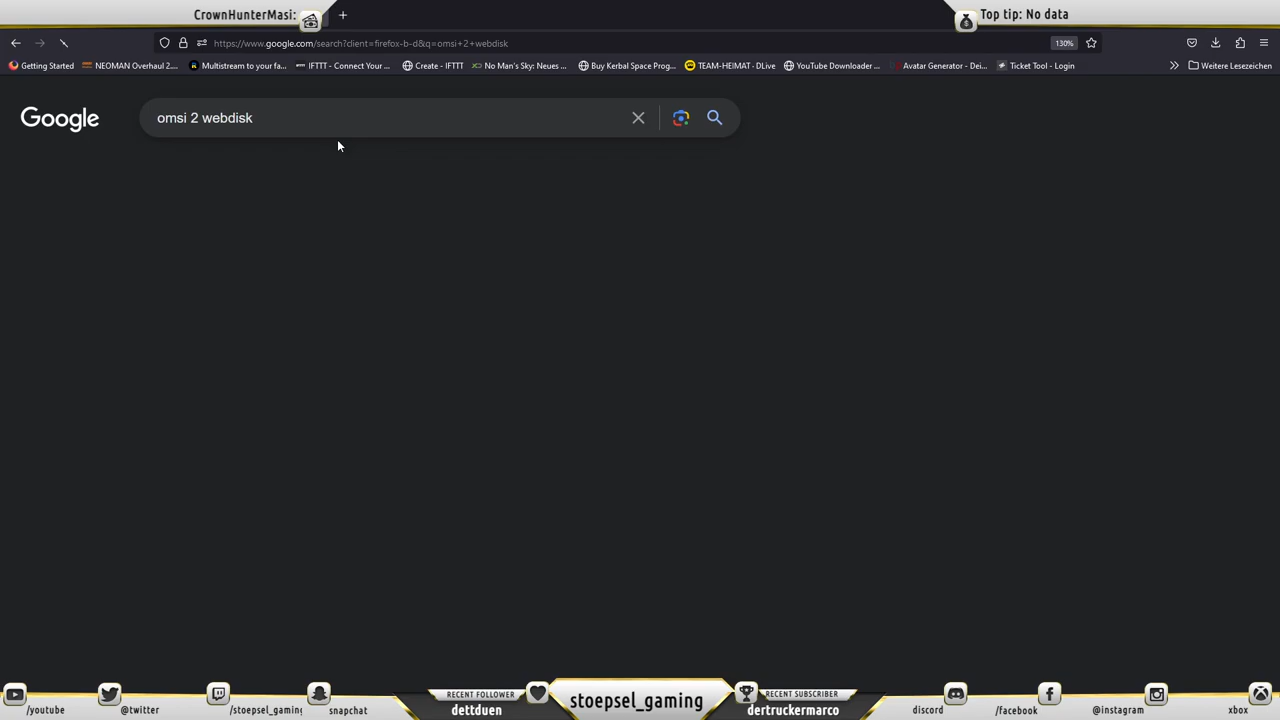 CrownHunterMasi:
Top tip: No data
https://www.google.com/search?client=firefox-b-d&q=omsi+2+webdisk
130%
Getting Started
NEOMAN Overhaul 2....
Multistream to your fa...
IFTTT - Connect Your ...
Create - IFTTT
No Man's Sky: Neues ...
Buy Kerbal Space Prog...
TEAM-HEIMAT - DLive
YouTube Downloader ...
Avatar Generator - Dei...
Ticket Tool - Login
Weitere Lesezeichen
Google
omsi 2 webdisk
/youtube
@twitter
/stoepsel_gaming
snapchat
RECENT FOLLOWER
dettduen
stoepsel_gaming
RECENT SUBSCRIBER
dertruckermarco
discord
/facebook
@instagram
xbox